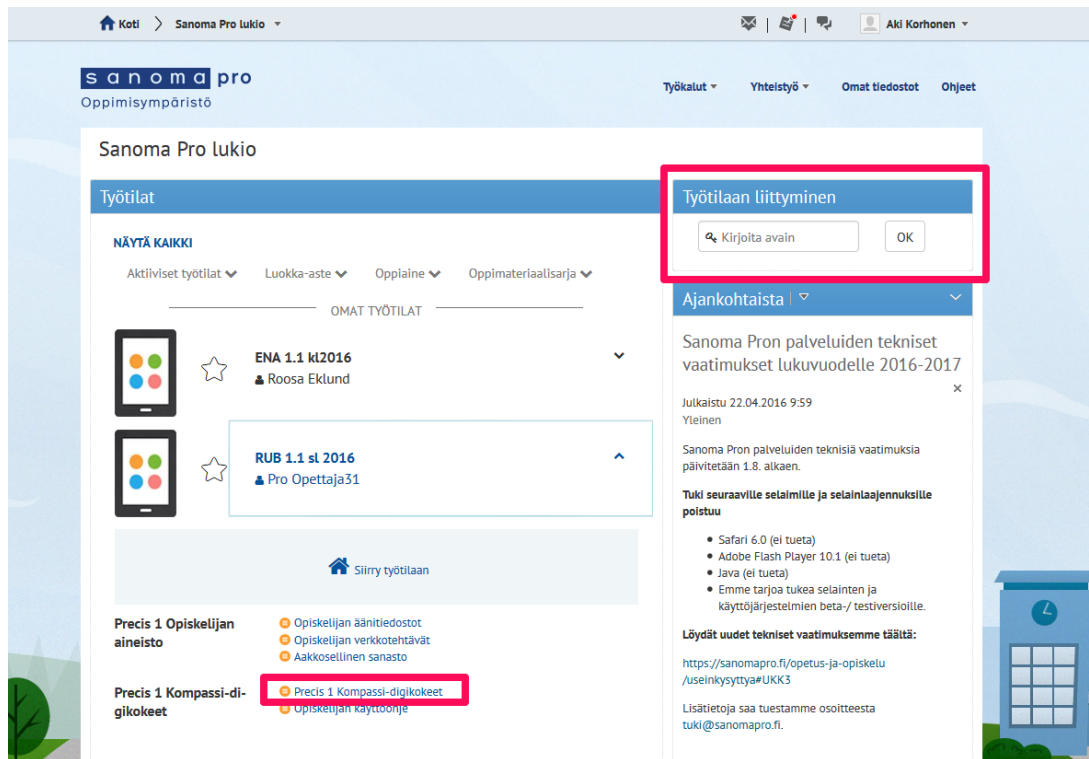 Koti
Sanoma Pro lukio
Aki Korhonen
sanoma pro
Oppimisympäristö
Työkalut
Yhteistyö
Omat tiedostot
Ohjeet
Sanoma Pro lukio
Työtilat
NÄYTÄ KAIKKI
Aktiiviset työtilat
Luokka-aste
Oppiaine
Oppimateriaalisarja
OMAT TYÖTILAT
ENA 1.1 kl2016
Roosa Eklund
RUB 1.1 sl 2016
Pro Opettaja31
Siirry työtilaan
Precis 1 Opiskelijan
aineisto
Opiskelijan äänitiedostot
Opiskelijan verkkotehtävät
Aakkosellinen sanasto
Precis 1 Kompassi-di-
gikokeet
Precis 1 Kompassi-digikokeet
Opiskelijan käyttöohje
Työtilaan liittyminen
Kirjoita avain
OK
Ajankohtaista
Sanoma Pron palveluiden tekniset
vaatimukset lukuvuodelle 2016-2017
Julkaistu 22.04.2016 9:59
Yleinen
Sanoma Pron palveluiden teknisiä vaatimuksia
päivitetään 1.8. alkaen.
Tuki seuraaville selaimille ja selainlaajennuksille
poistuu
Safari 6.0 (ei tueta)
Adobe Flash Player 10.1 (ei tueta)
Java (ei tueta)
Emme tarjoa tukea selainten ja
käyttöjärjestelmien beta-/ testiversioille.
Löydät uudet tekniset vaatimuksemme täältä:
https://sanomapro.fi/opetus-ja-opiskelu
/useinkysyttya#UKK3
Lisätietoja saa tuestamme osoitteesta
tuki@sanomapro.fi.